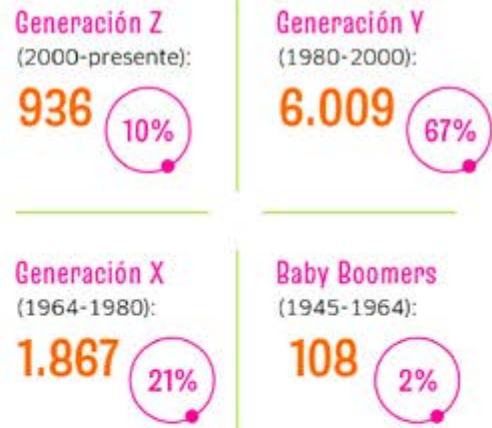 Generación Z
(2000-presente):
936
10%
Generación Y
(1980-2000):
6.009
67%
Generación X
(1964-1980):
1.867
21%
Baby Boomers
(1945-1964):
108
2%